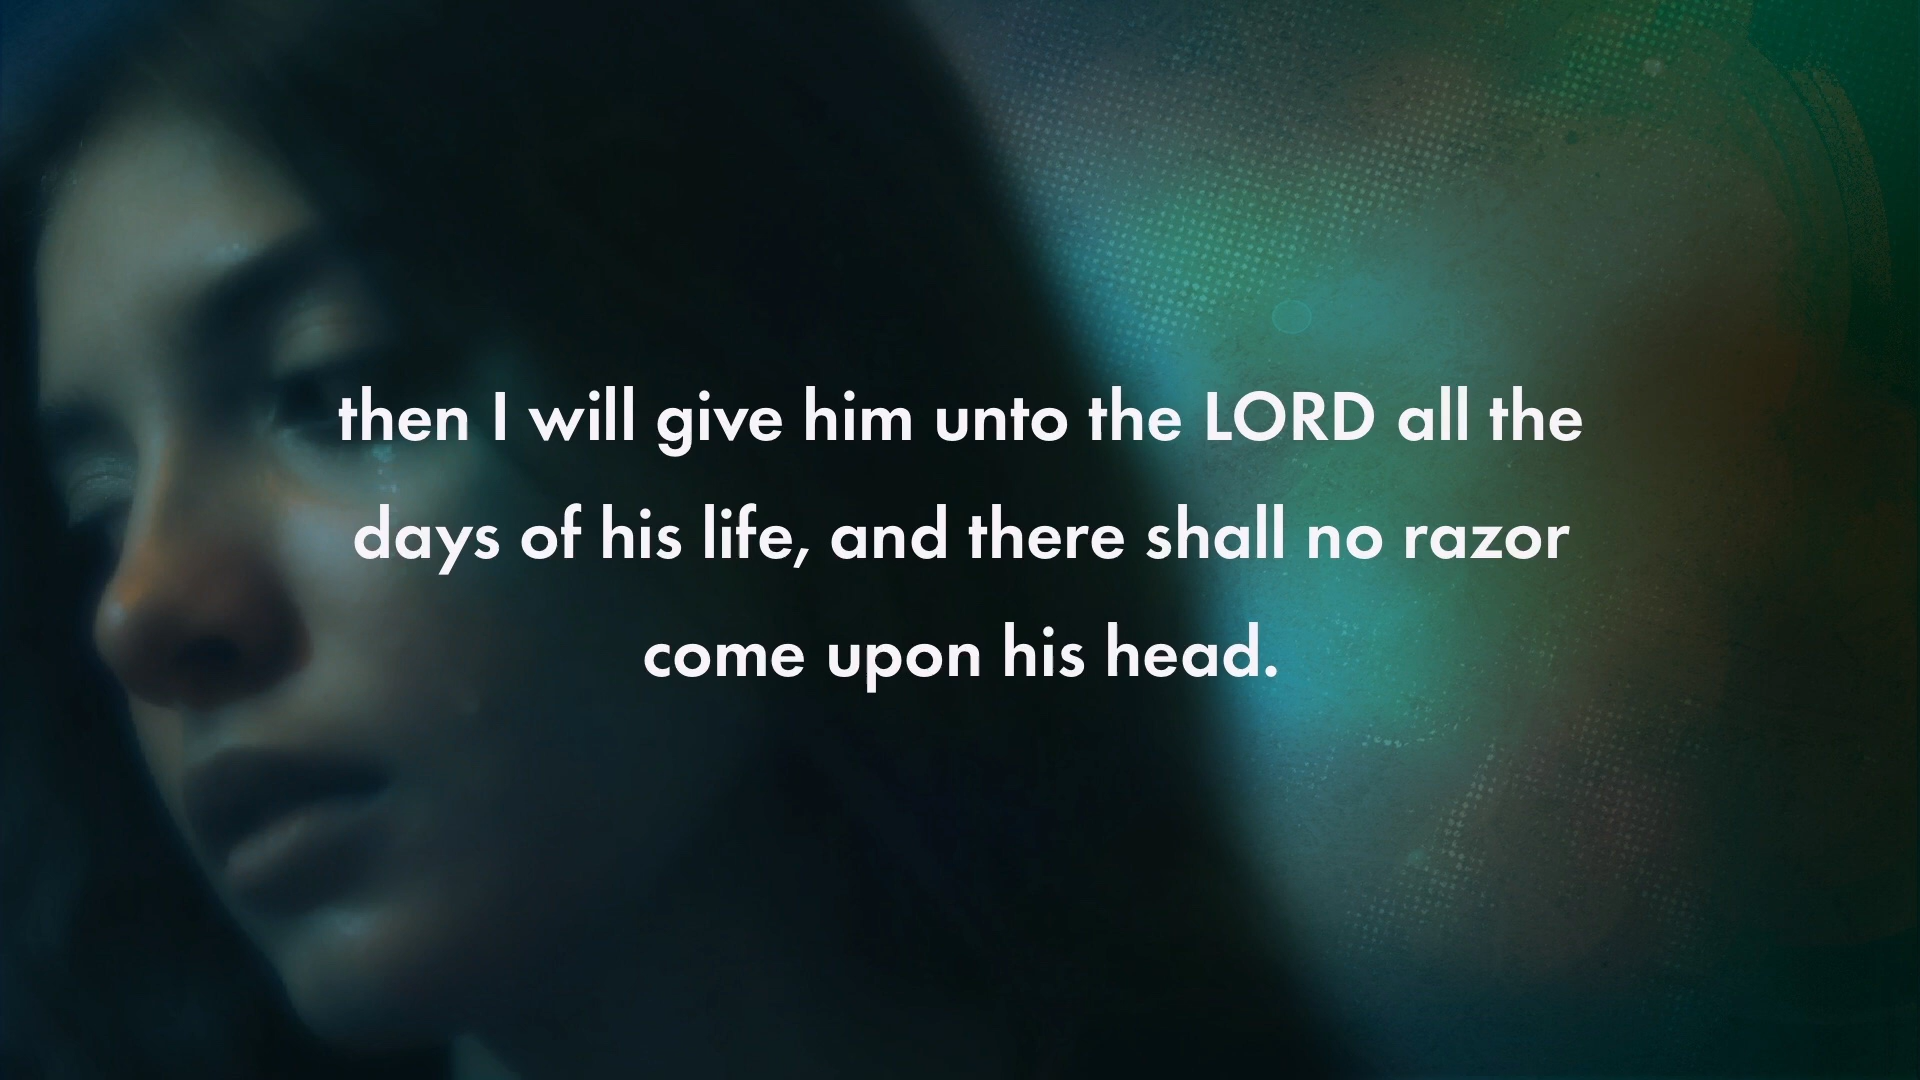 then I will give him unto the LORD all the
days of his life, and there shall no razor
come upon his head.